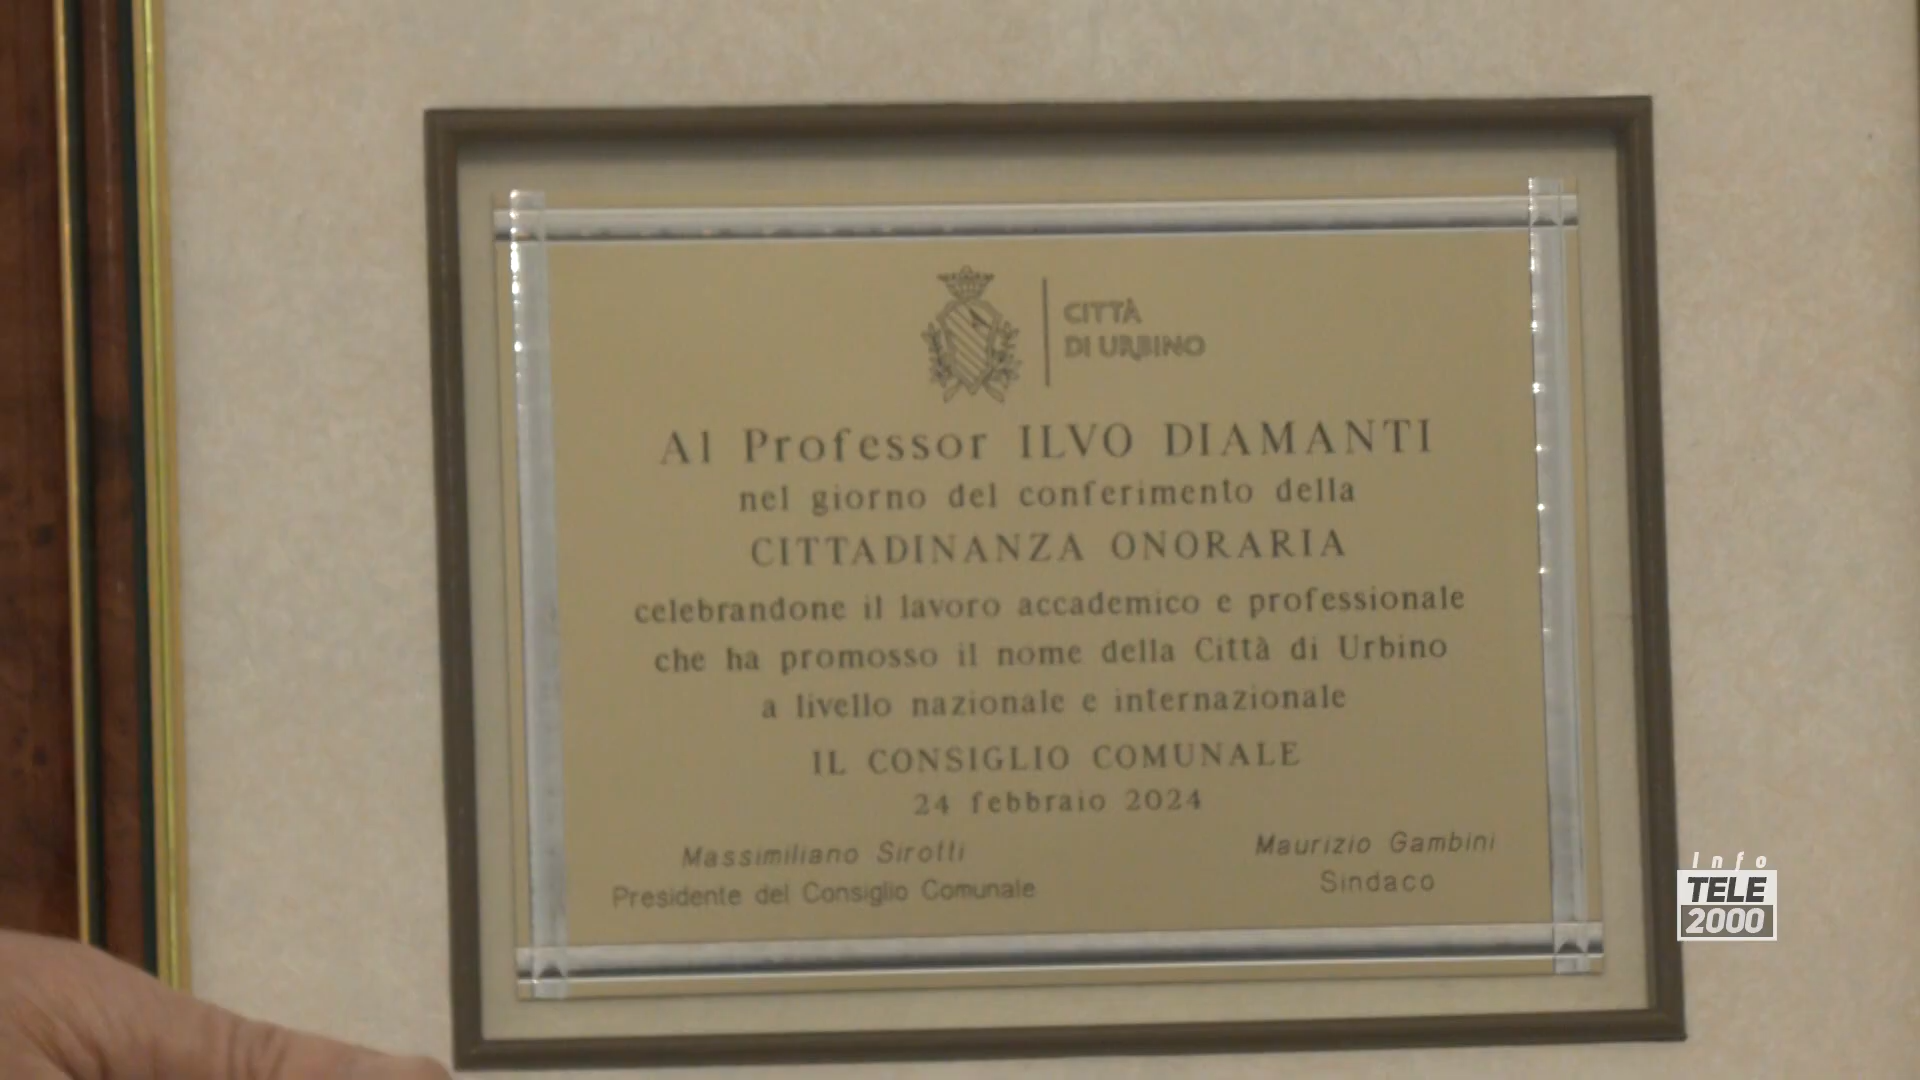 CITTÀ
DI URBINO
Al Professor ILVO DIAMANTI
nel giorno del conferimento della
CITTADINANZA ONORARIA
celebrandone il lavoro accademico e professionale
che ha promosso il nome della Città di Urbino
a livello nazionale e internazionale
IL CONSIGLIO COMUNALE
24 febbraio 2024
Massimiliano Sirotti
Presidente del Consiglio Comunale
Maurizio Gambini
Sindaco
Info
TELE
2000